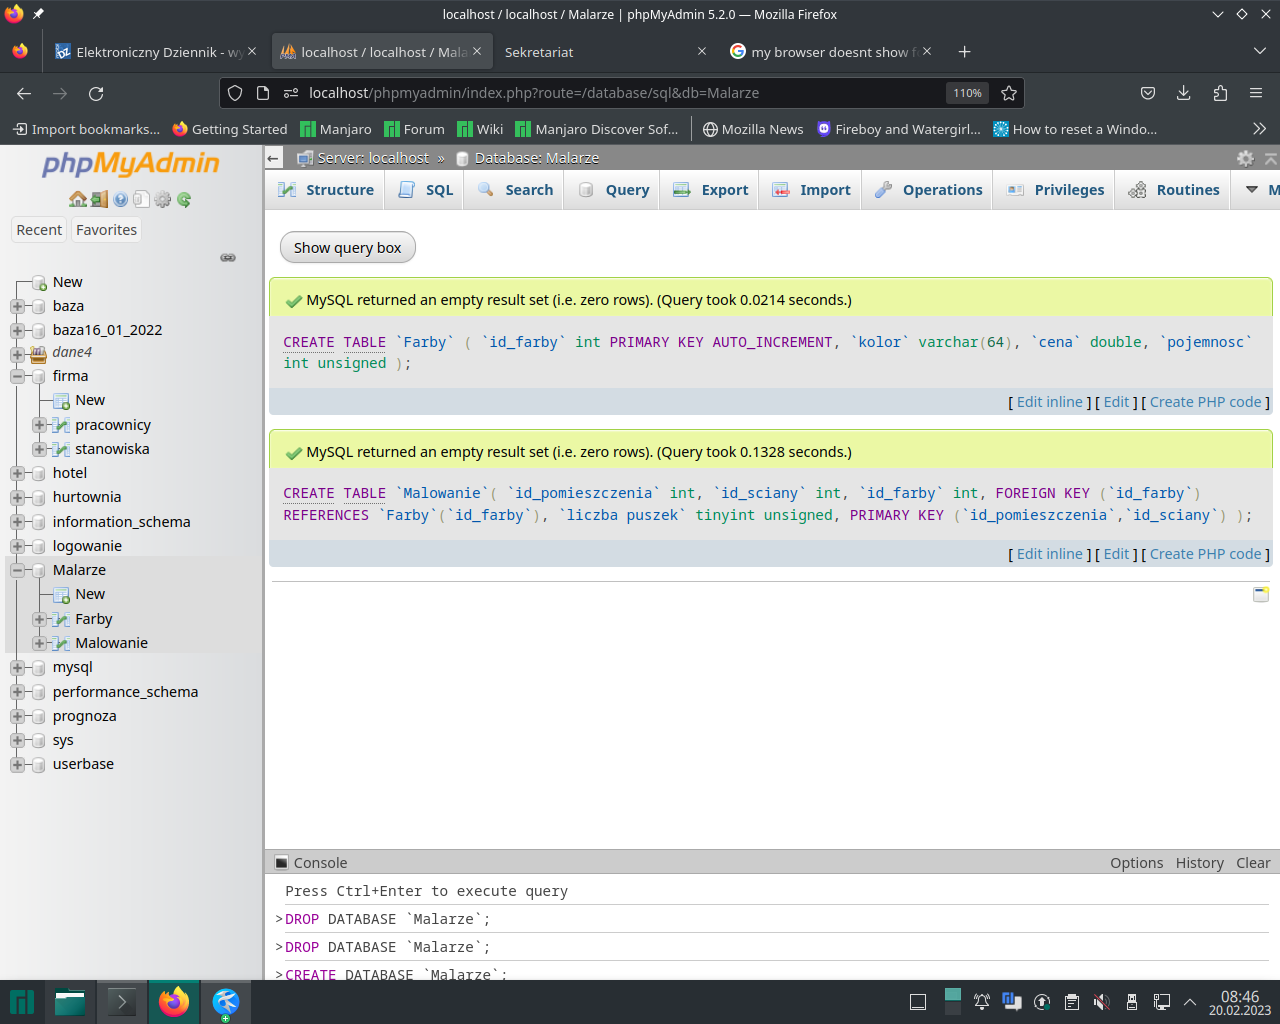 localhost / localhost / Malarze | phpMyAdmin 5.2.0 — Mozilla Firefox
Elektroniczny Dziennik - wy
localhost / localhost / Mala
Sekretariat
my browser doesnt show f
localhost/phpmyadmin/index.php?route=/database/sql&db=Malarze
110%
Import bookmarks...
Getting Started
Manjaro
Forum
Wiki
Manjaro Discover Sof...
Mozilla News
Fireboy and Watergirl...
How to reset a Windo...
phpMyAdmin
Recent
Favorites
New
baza
baza16_01_2022
dane4
firma
New
pracownicy
stanowiska
hotel
hurtownia
information_schema
logowanie
Malarze
New
Farby
Malowanie
mysql
performance_schema
prognoza
sys
userbase
Server: localhost » Database: Malarze
Structure
SQL
Search
Query
Export
Import
Operations
Privileges
Routines
M
Show query box
MySQL returned an empty result set (i.e. zero rows). (Query took 0.0214 seconds.)
CREATE TABLE `Farby` ( `id_farby` int PRIMARY KEY AUTO_INCREMENT, `kolor` varchar(64), `cena` double, `pojemnosc`
int unsigned );
[ Edit inline ] [ Edit ] [ Create PHP code ]
MySQL returned an empty result set (i.e. zero rows). (Query took 0.1328 seconds.)
CREATE TABLE `Malowanie`( `id_pomieszczenia` int, `id_sciany` int, `id_farby` int, FOREIGN KEY (`id_farby`)
REFERENCES `Farby`(`id_farby`), `liczba puszek` tinyint unsigned, PRIMARY KEY (`id_pomieszczenia`,`id_sciany`) );
[ Edit inline ] [ Edit ] [ Create PHP code ]
Console
Options
History
Clear
Press Ctrl+Enter to execute query
>DROP DATABASE `Malarze`;
>DROP DATABASE `Malarze`;
>CREATE DATABASE `Malarze`;
08:46
20.02.2023